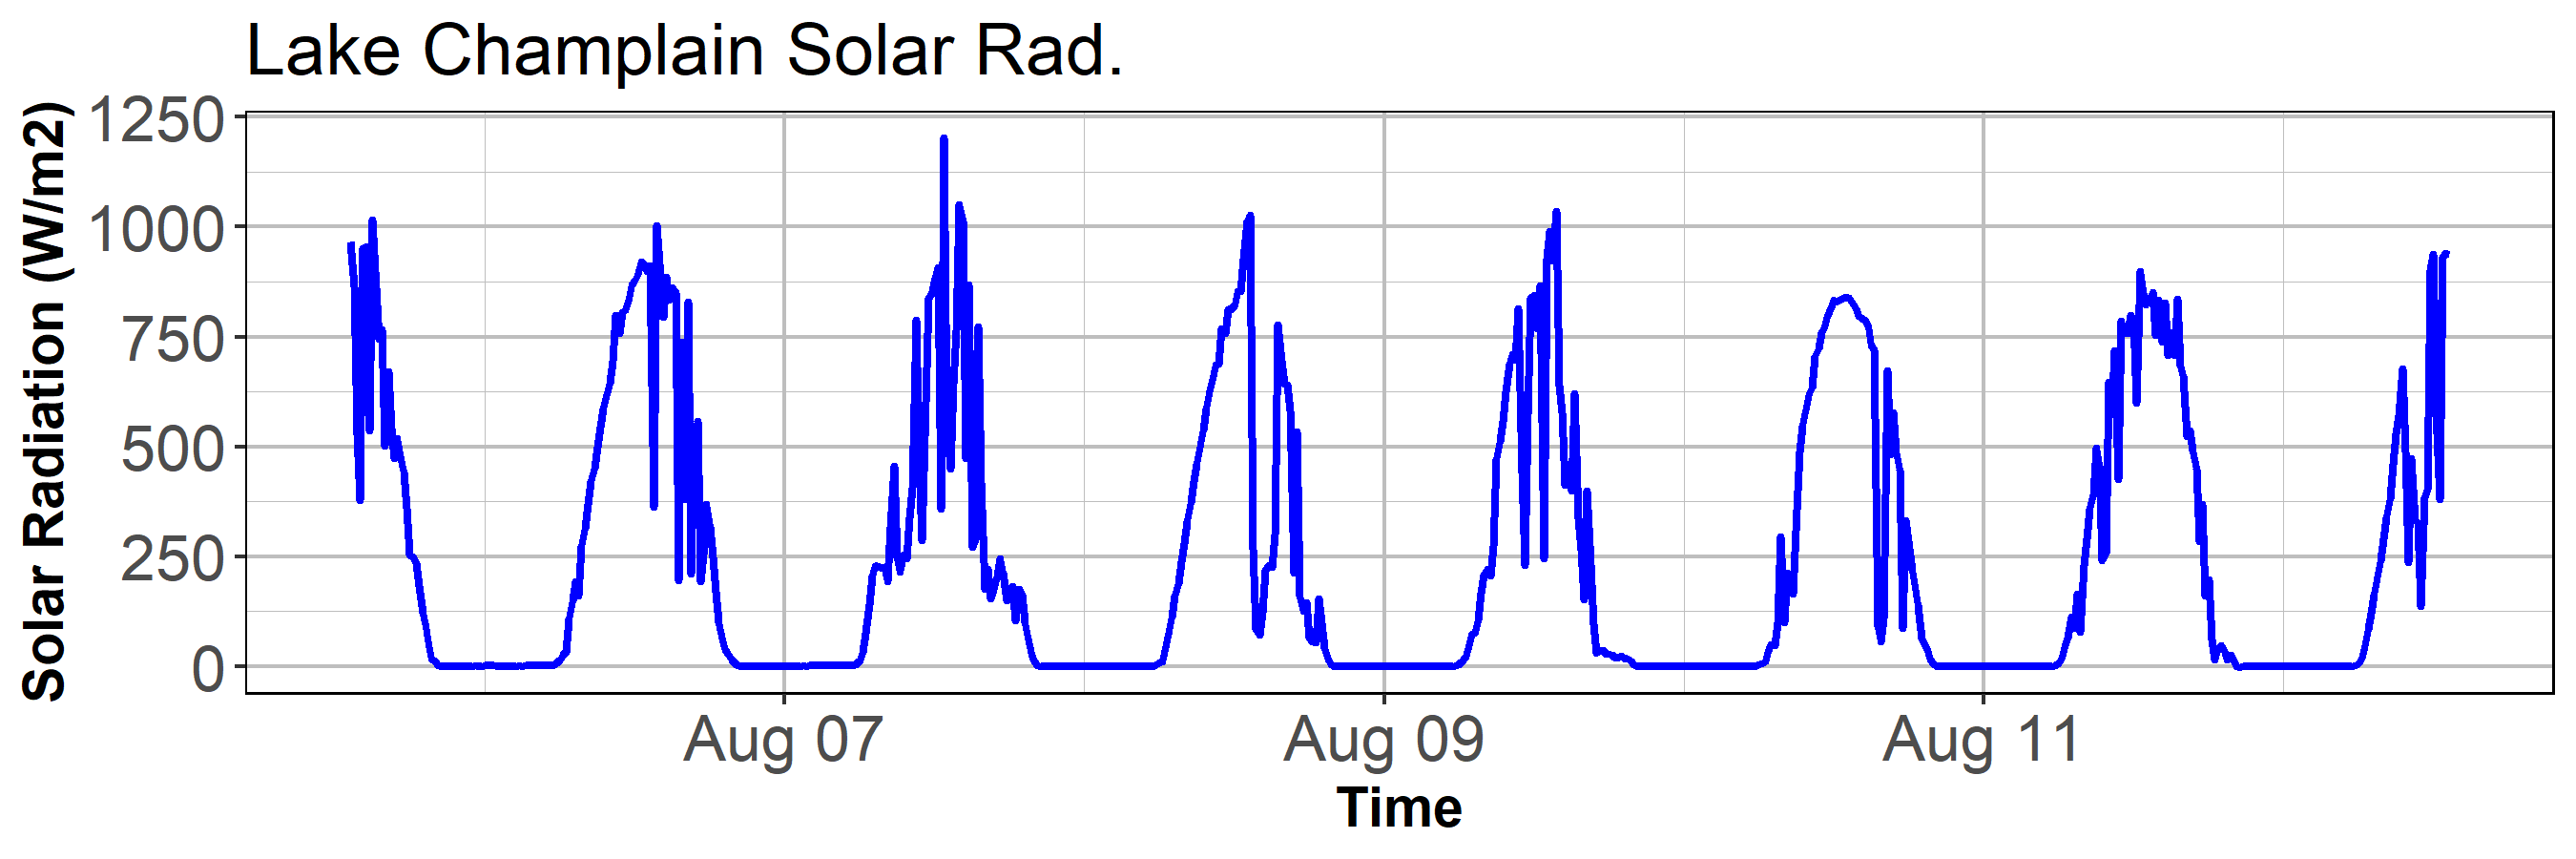 Lake Champlain Solar Rad.
Solar Radiation (W/m2)
1250
1000
750
500
250
0
Aug 07 Aug 09 Aug 11
Time